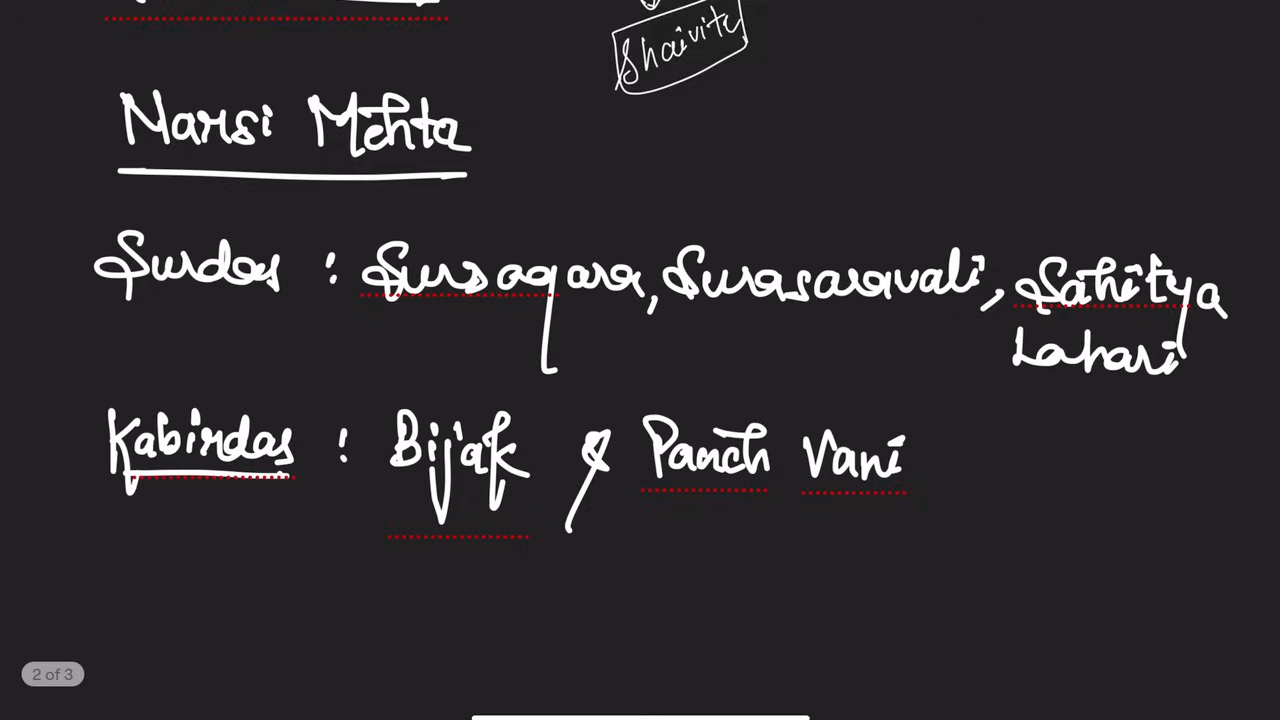 Shaivite
Narsi Mehta
Surdas : Sursagara, Surasaravali, Sahitya
Lahari
Kabirdas : Bijak & Panch Vani
2 of 3